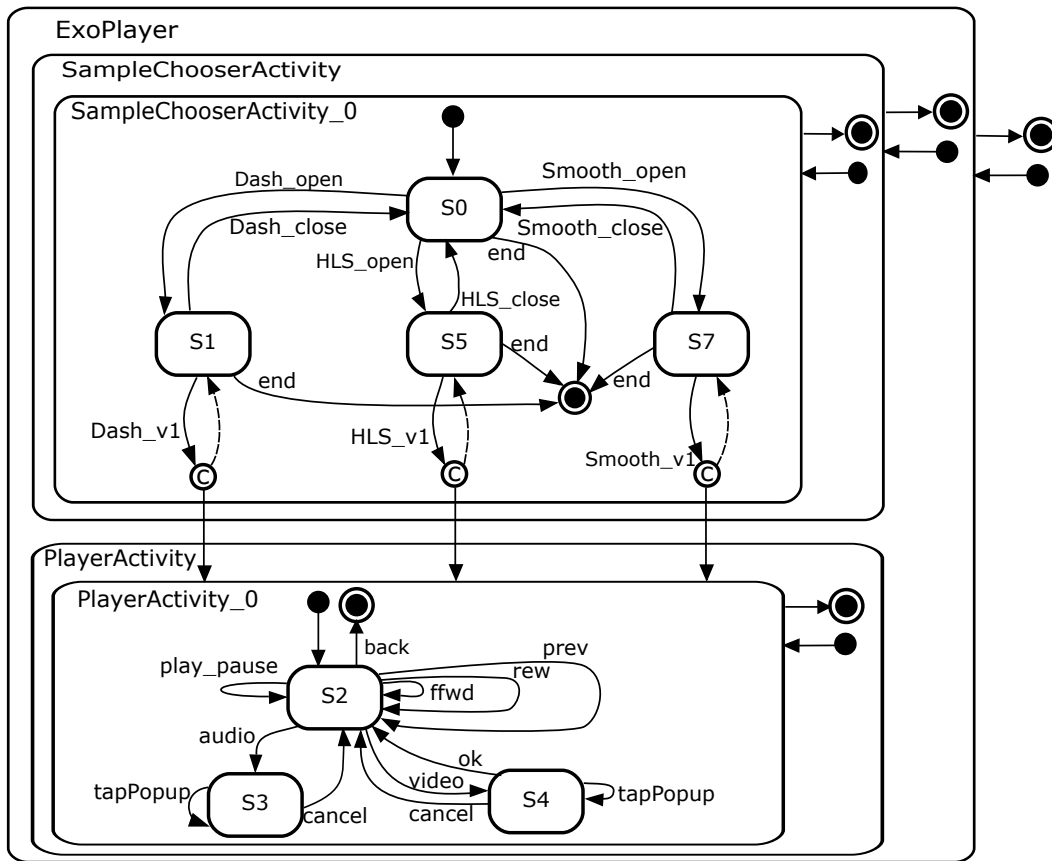 ExoPlayer
SampleChooserActivity
SampleChooserActivity_0
Dash_open
Smooth_open
S0
Dash_close
Smooth_close
HLS_open
end
HLS_close
S1
S5
S7
end
end
end
Dash_v1
HLS_v1
Smooth_v1
C
C
C
PlayerActivity
PlayerActivity_0
back
prev
play_pause
rew
S2
ffwd
audio
ok
video
tapPopup
S3
S4
tapPopup
cancel
cancel